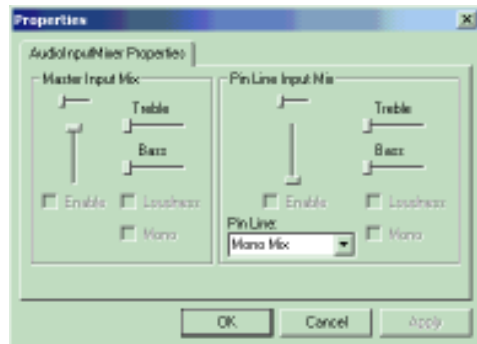 Properties
AudioInputMixer Properties
Master Input Mix
Treble
Bass
Enable
Loudness
Mono
Pin Line Input Mix
Treble
Bass
Enable
Loudness
Mono
Pin Line:
Mono Mix
OK
Cancel
Apply